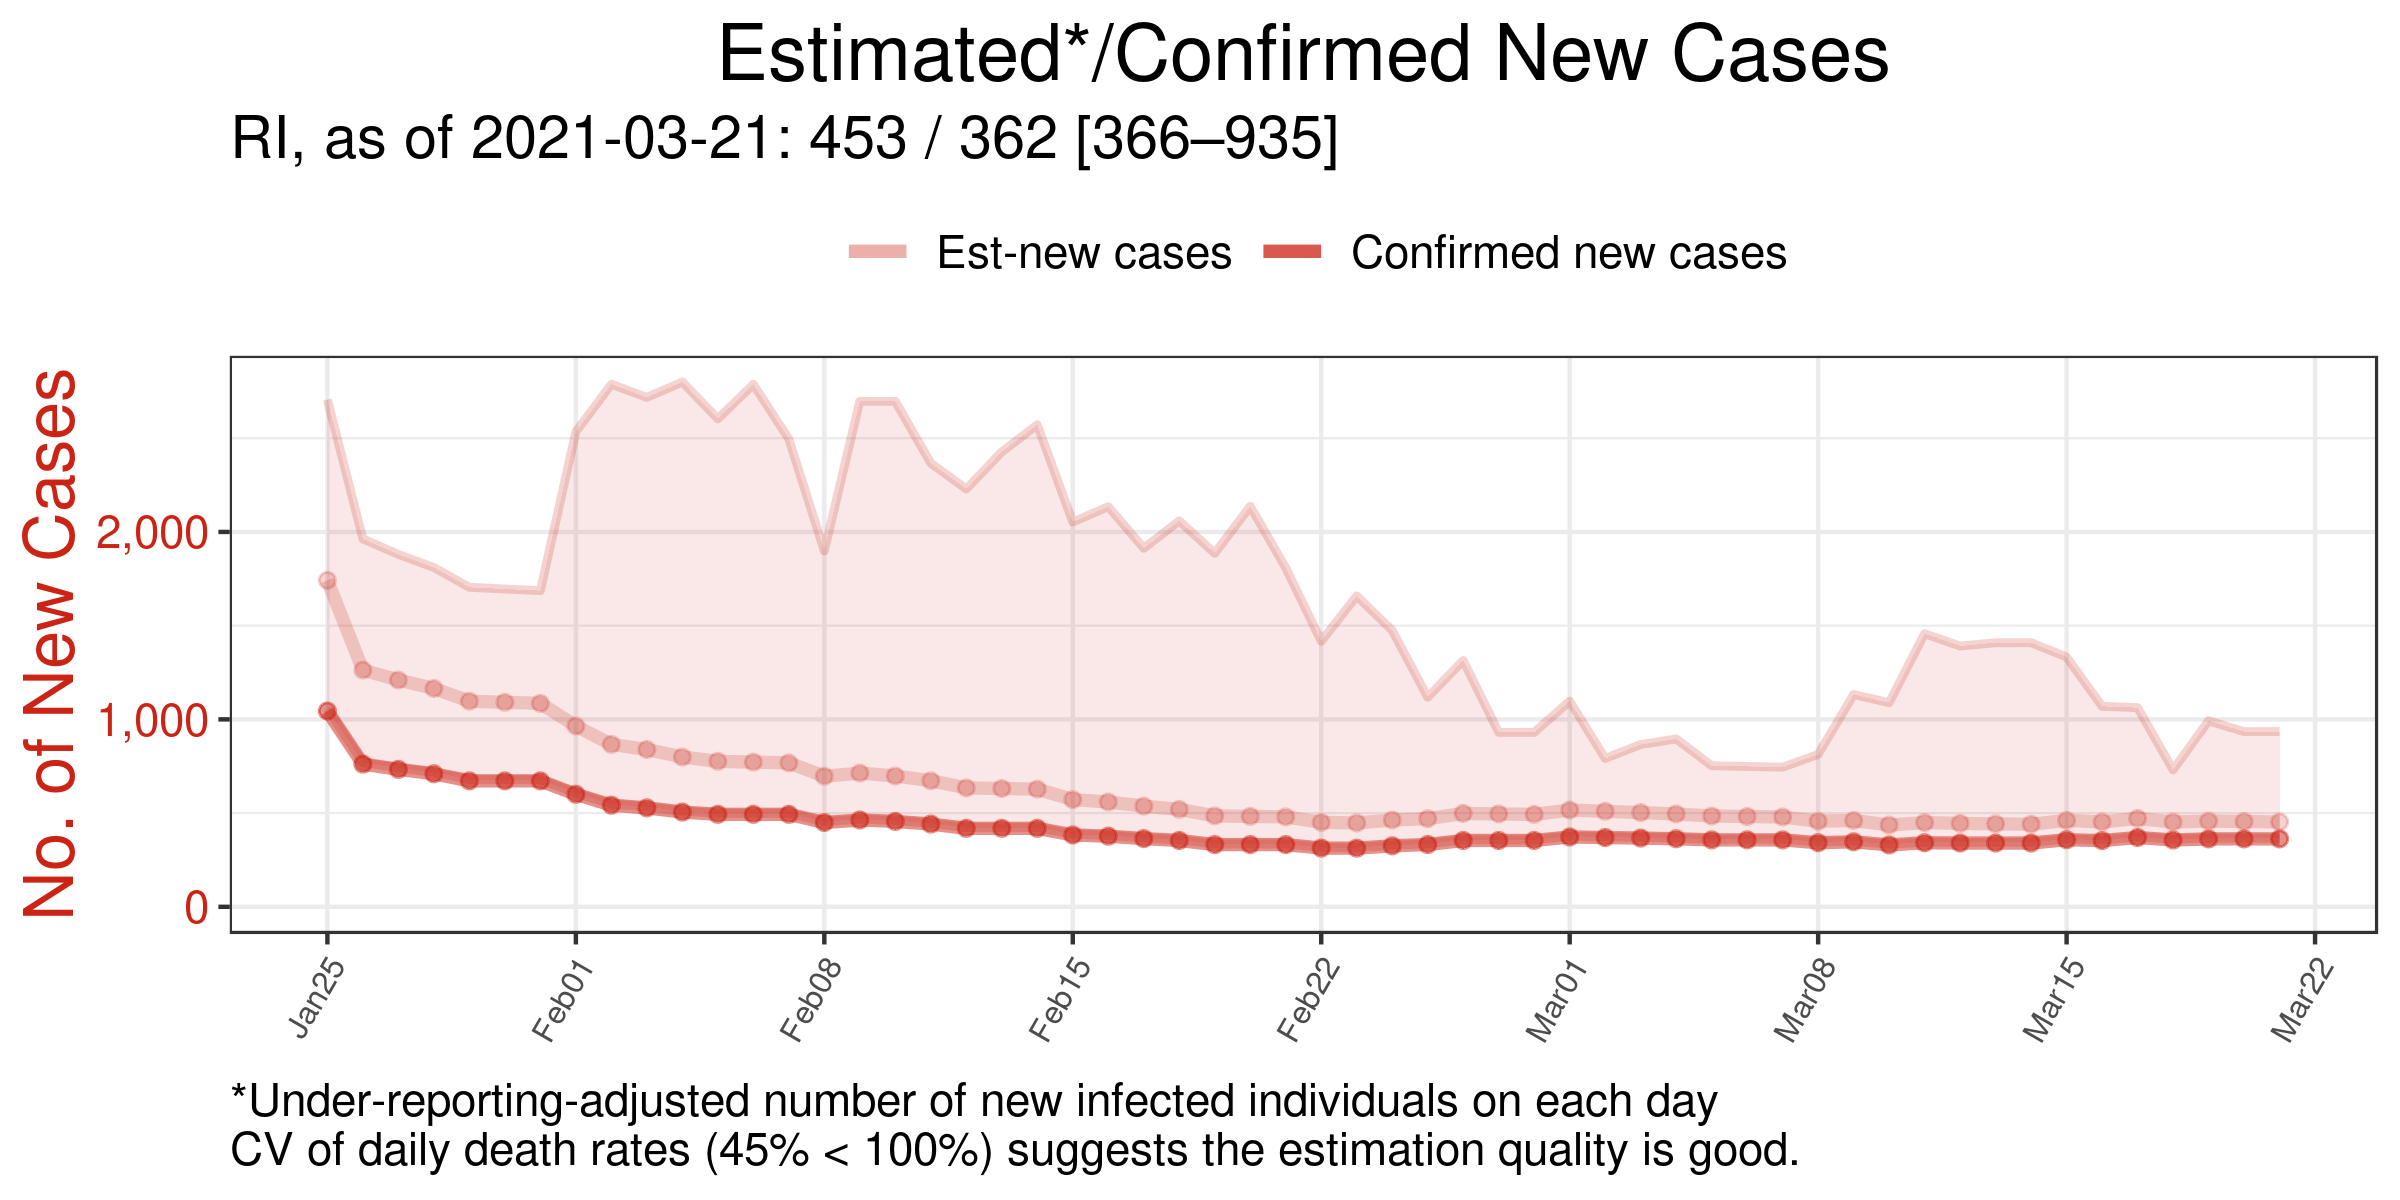 Estimated*/Confirmed New Cases
RI, as of 2021-03-21: 453 / 362 [366–935]
Est-new cases
Confirmed new cases
No. of New Cases
2,000
1,000
0
Jan25
Feb01
Feb08
Feb15
Feb22
Mar01
Mar08
Mar15
Mar22
*Under-reporting-adjusted number of new infected individuals on each day
CV of daily death rates (45% < 100%) suggests the estimation quality is good.